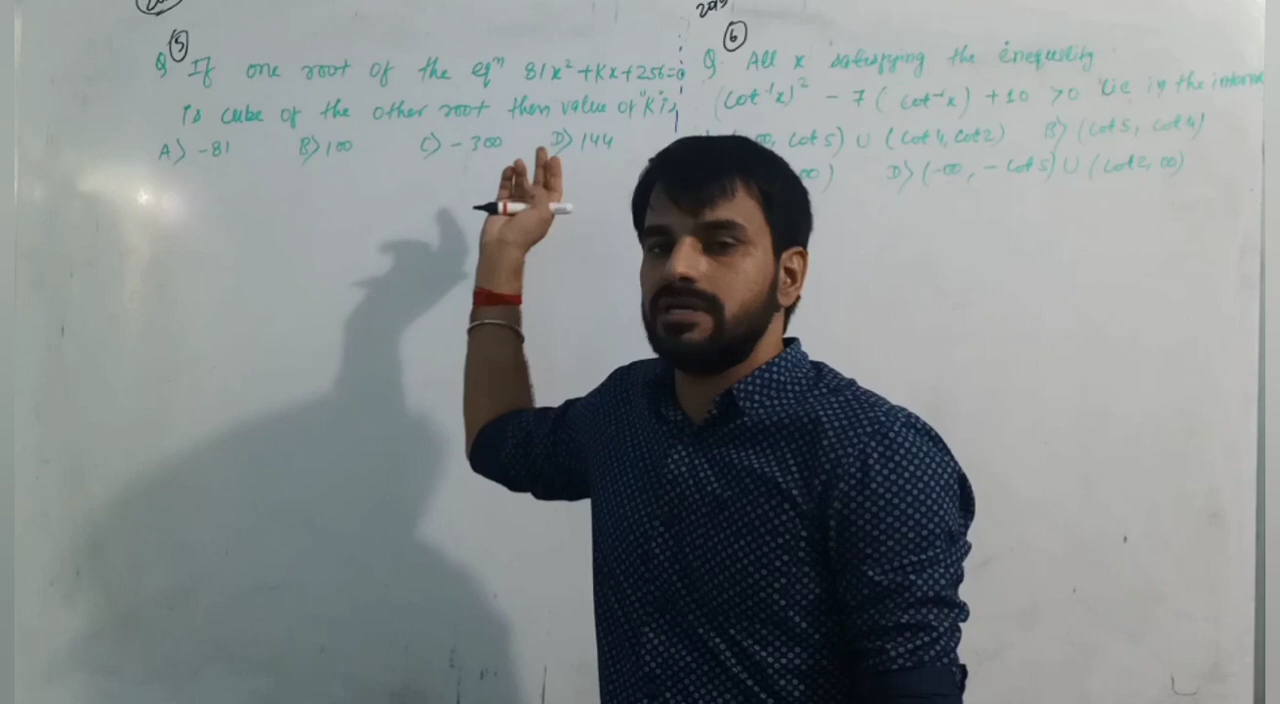 5
Q If one root of the eqⁿ 81x² + Kx + 256 = 0
is cube of the other root then value of "K" is
A) -81 B) 100 C) -300 D) 144
2019
6
Q. All x satisfying the inequality
(cot⁻¹x)² - 7 (cot⁻¹x) + 10 > 0 lie in the
∞, cot 5) ∪ (cot 4, cot 2) B) (cot 5, cot 4)
∞) D) (-∞, - cot 5) ∪ (cot 2, ∞)